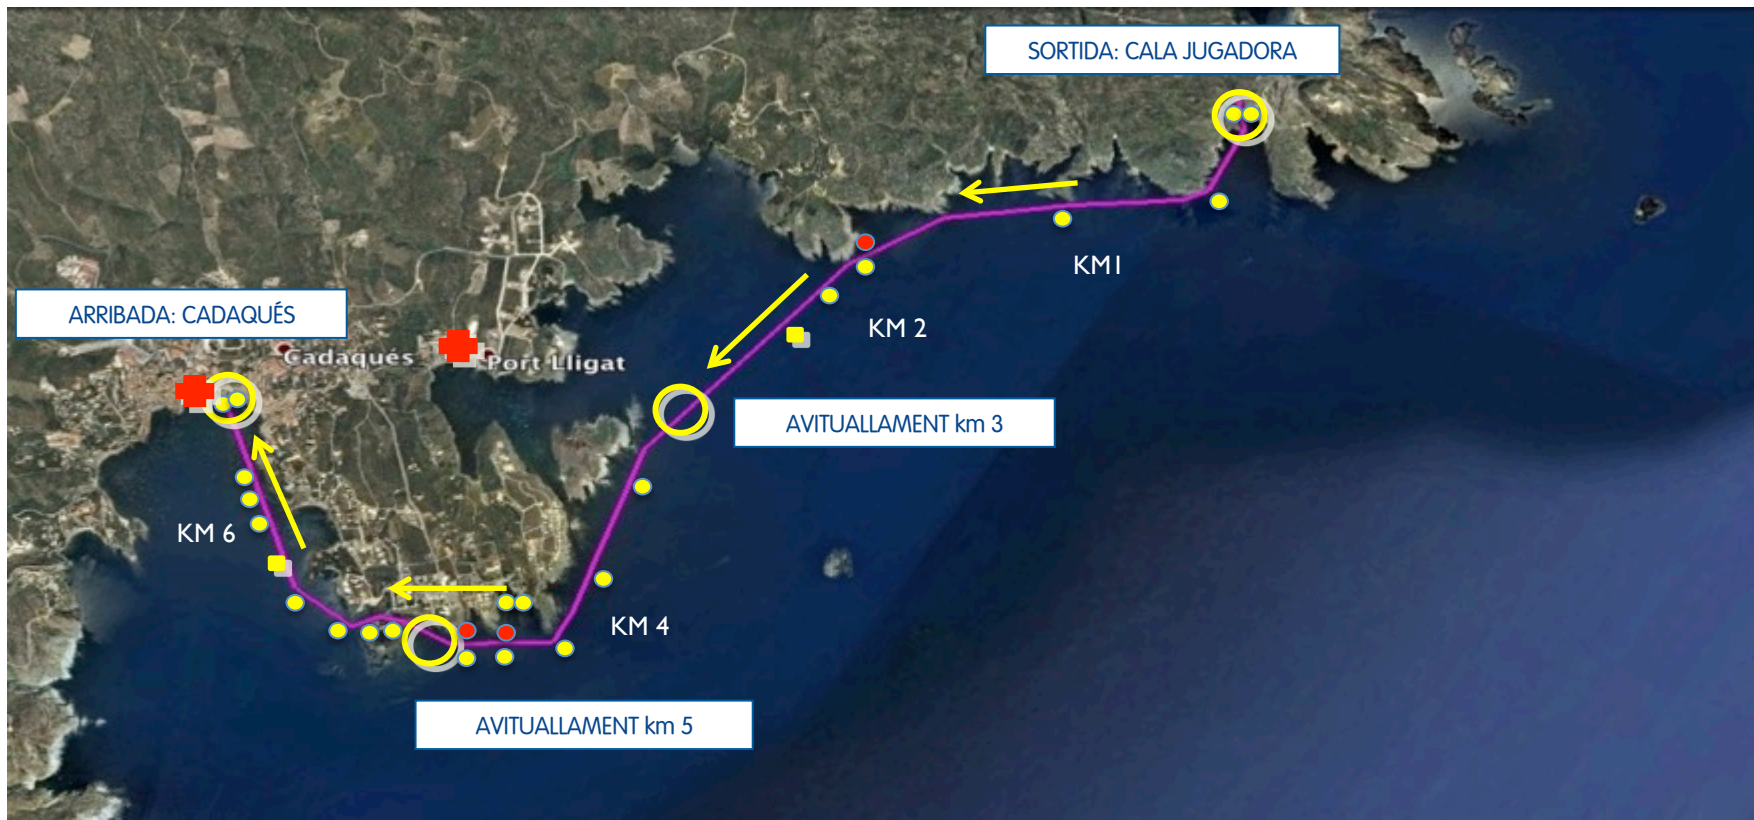 SORTIDA: CALA JUGADORA
KM1
ARRIBADA: CADAQUÉS
KM 2
Cadaqués
Port Lligat
AVITUALLAMENT km 3
KM 6
KM 4
AVITUALLAMENT km 5